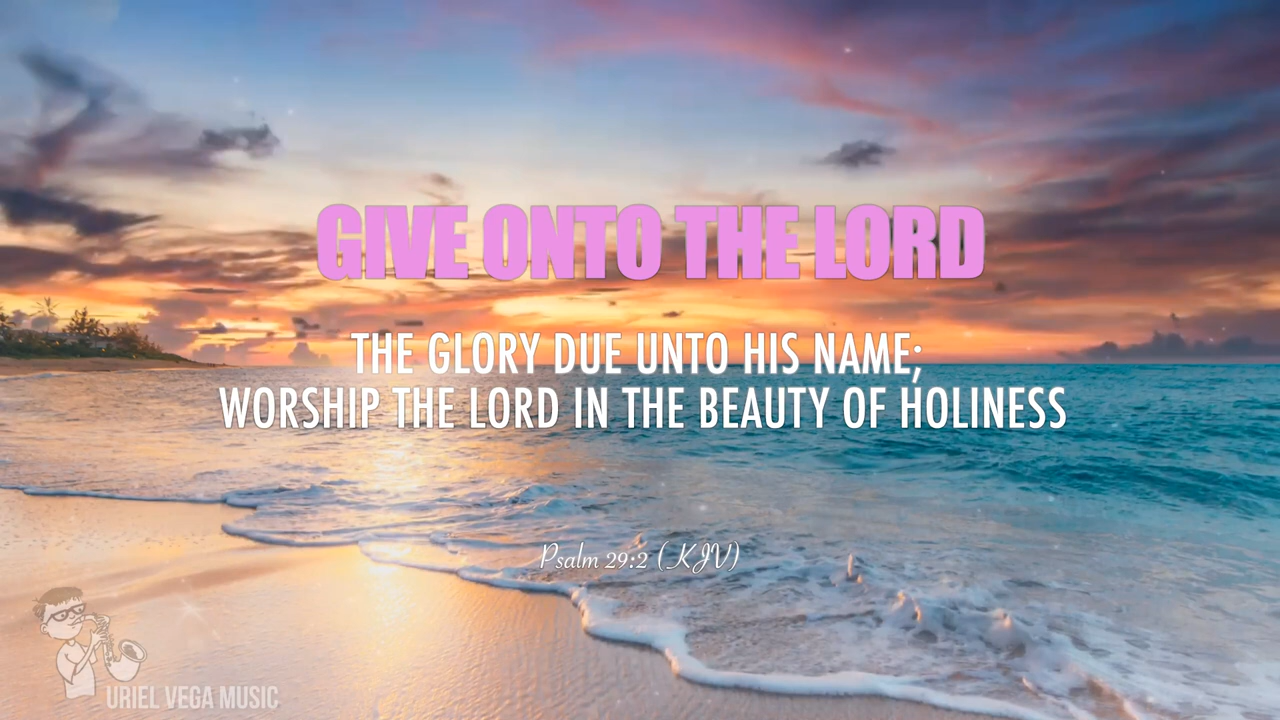 GIVE ONTO THE LORD
THE GLORY DUE UNTO HIS NAME;
WORSHIP THE LORD IN THE BEAUTY OF HOLINESS
Psalm 29:2 (KJV)
URIEL VEGA MUSIC